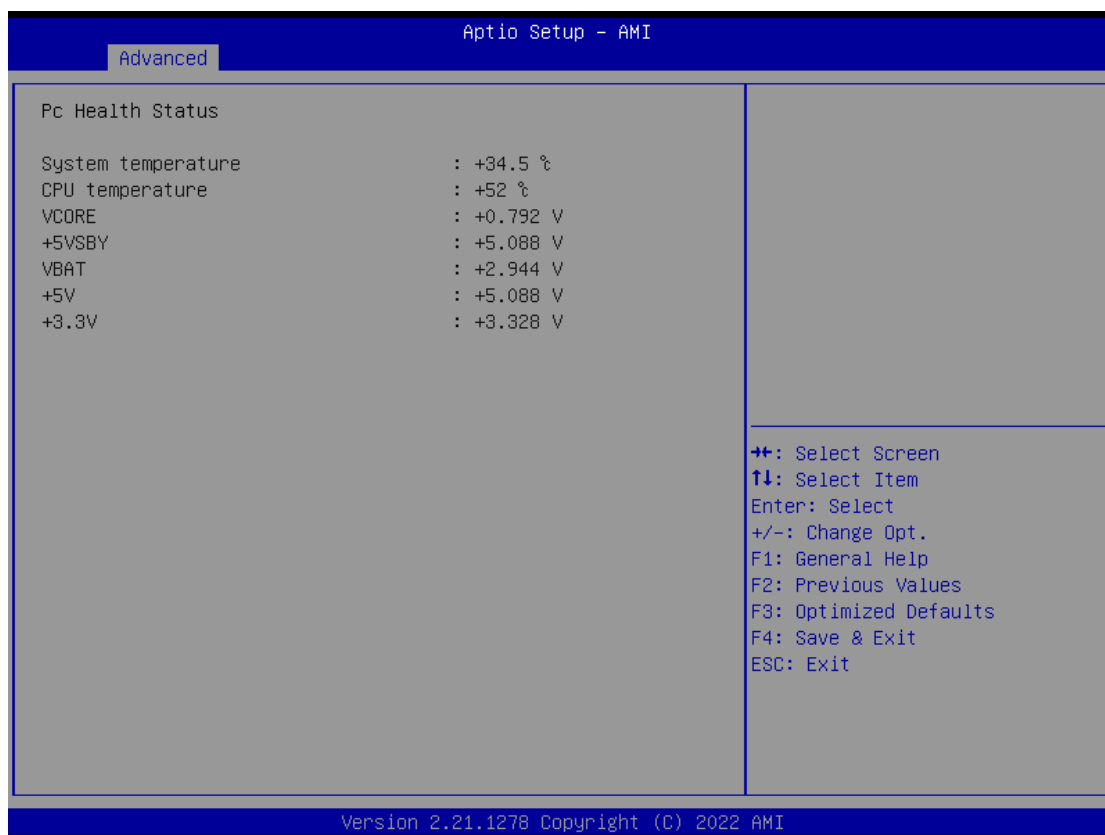 Aptio Setup - AMI
Advanced
Pc Health Status
System temperature : +34.5 ℃
CPU temperature : +52 ℃
VCORE : +0.792 V
+5VSBY : +5.088 V
VBAT : +2.944 V
+5V : +5.088 V
+3.3V : +3.328 V
→←: Select Screen
↑↓: Select Item
Enter: Select
+/-: Change Opt.
F1: General Help
F2: Previous Values
F3: Optimized Defaults
F4: Save & Exit
ESC: Exit
Version 2.21.1278 Copyright (C) 2022 AMI